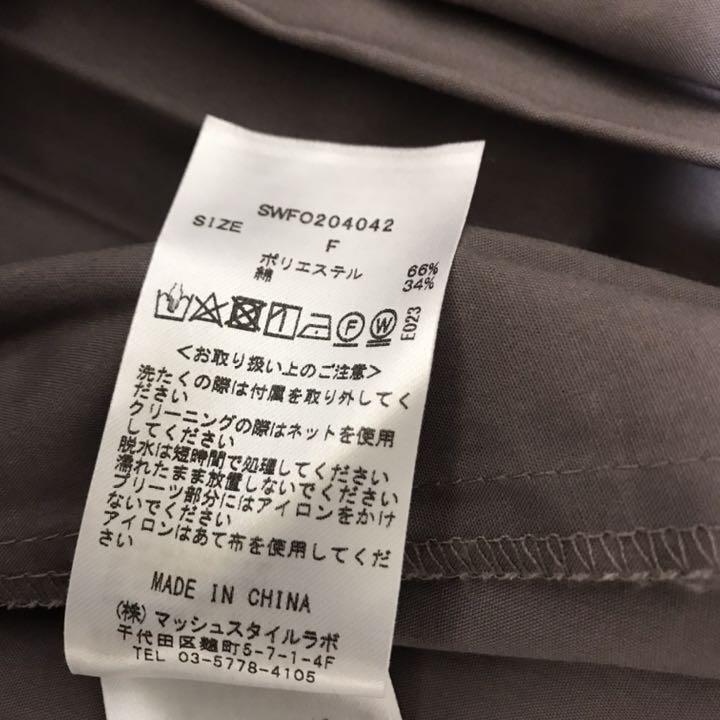 SWFO204042
SIZE
F
ポリエステル 66%
綿 34%
F W E023
<お取り扱い上のご注意>
洗たくの際は付属を取り外してく
ださい
クリーニングの際はネットを使用
してください
脱水は短時間で処理してください
濡れたまま放置しないでください
プリーツ部分にはアイロンをかけ
ないでください
アイロンはあて布を使用してくだ
さい
MADE IN CHINA
(株)マッシュスタイルラボ
千代田区麹町5-7-1-4F
TEL 03-5778-4105